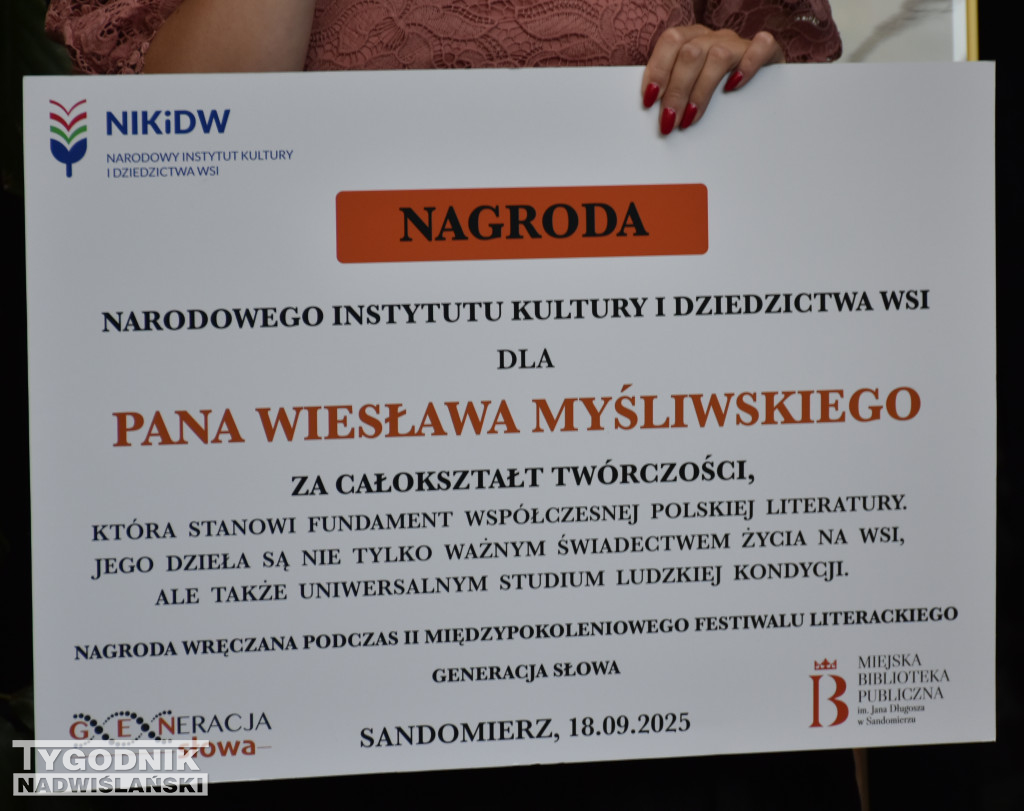 NIKiDW
NARODOWY INSTYTUT KULTURY
I DZIEDZICTWA WSI
NAGRODA
NARODOWEGO INSTYTUTU KULTURY I DZIEDZICTWA WSI
DLA
PANA WIESŁAWA MYŚLIWSKIEGO
ZA CAŁOKSZTAŁT TWÓRCZOŚCI,
KTÓRA STANOWI FUNDAMENT WSPÓŁCZESNEJ POLSKIEJ LITERATURY.
JEGO DZIEŁA SĄ NIE TYLKO WAŻNYM ŚWIADECTWEM ŻYCIA NA WSI,
ALE TAKŻE UNIWERSALNYM STUDIUM LUDZKIEJ KONDYCJI.
NAGRODA WRĘCZANA PODCZAS II MIĘDZYPOKOLENIOWEGO FESTIWALU LITERACKIEGO
GENERACJA SŁOWA
GENERACJA
słowa
SANDOMIERZ, 18.09.2025
B
MIEJSKA
BIBLIOTEKA
PUBLICZNA
im. Jana Długosza
w Sandomierzu
TYGODNIK
NADWIŚLAŃSKI